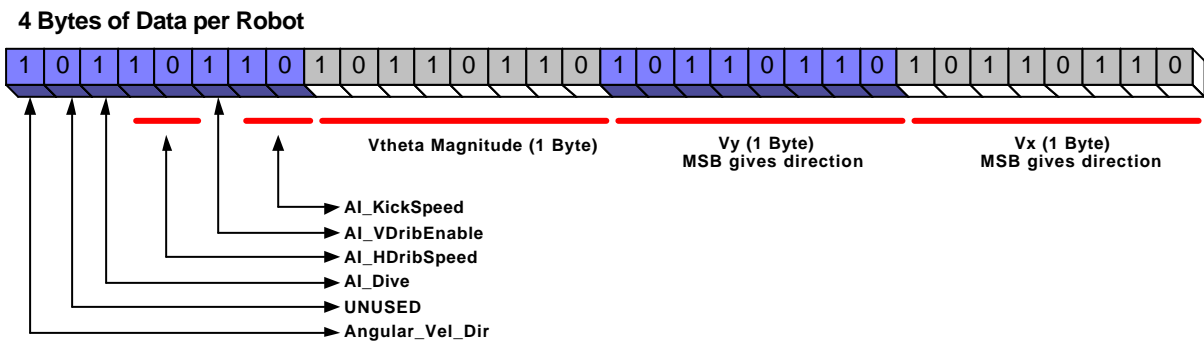 4 Bytes of Data per Robot
1 0 1 1 0 1 1 0 1 0 1 1 0 1 1 0 1 0 1 1 0 1 1 0 1 0 1 1 0 1 1 0
Vtheta Magnitude (1 Byte)
Vy (1 Byte)
MSB gives direction
Vx (1 Byte)
MSB gives direction
AI_KickSpeed
AI_VDribEnable
AI_HDribSpeed
AI_Dive
UNUSED
Angular_Vel_Dir